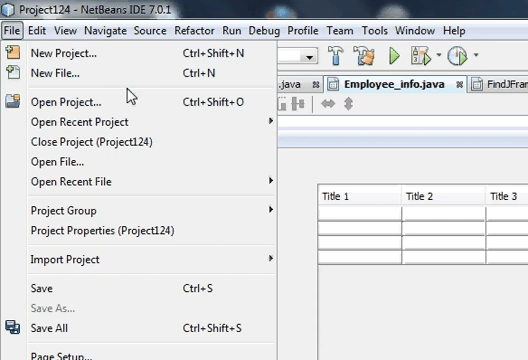 Project124 - NetBeans IDE 7.0.1
File Edit View Navigate Source Refactor Run Debug Profile Team Tools Window Help
New Project... Ctrl+Shift+N
New File... Ctrl+N
.java Employee_info.java FindJFram
Open Project... Ctrl+Shift+O
Open Recent Project
Close Project (Project124)
Open File...
Open Recent File
Title 1 Title 2 Title 3
Project Group
Project Properties (Project124)
Import Project
Save Ctrl+S
Save As...
Save All Ctrl+Shift+S
Page Setup...